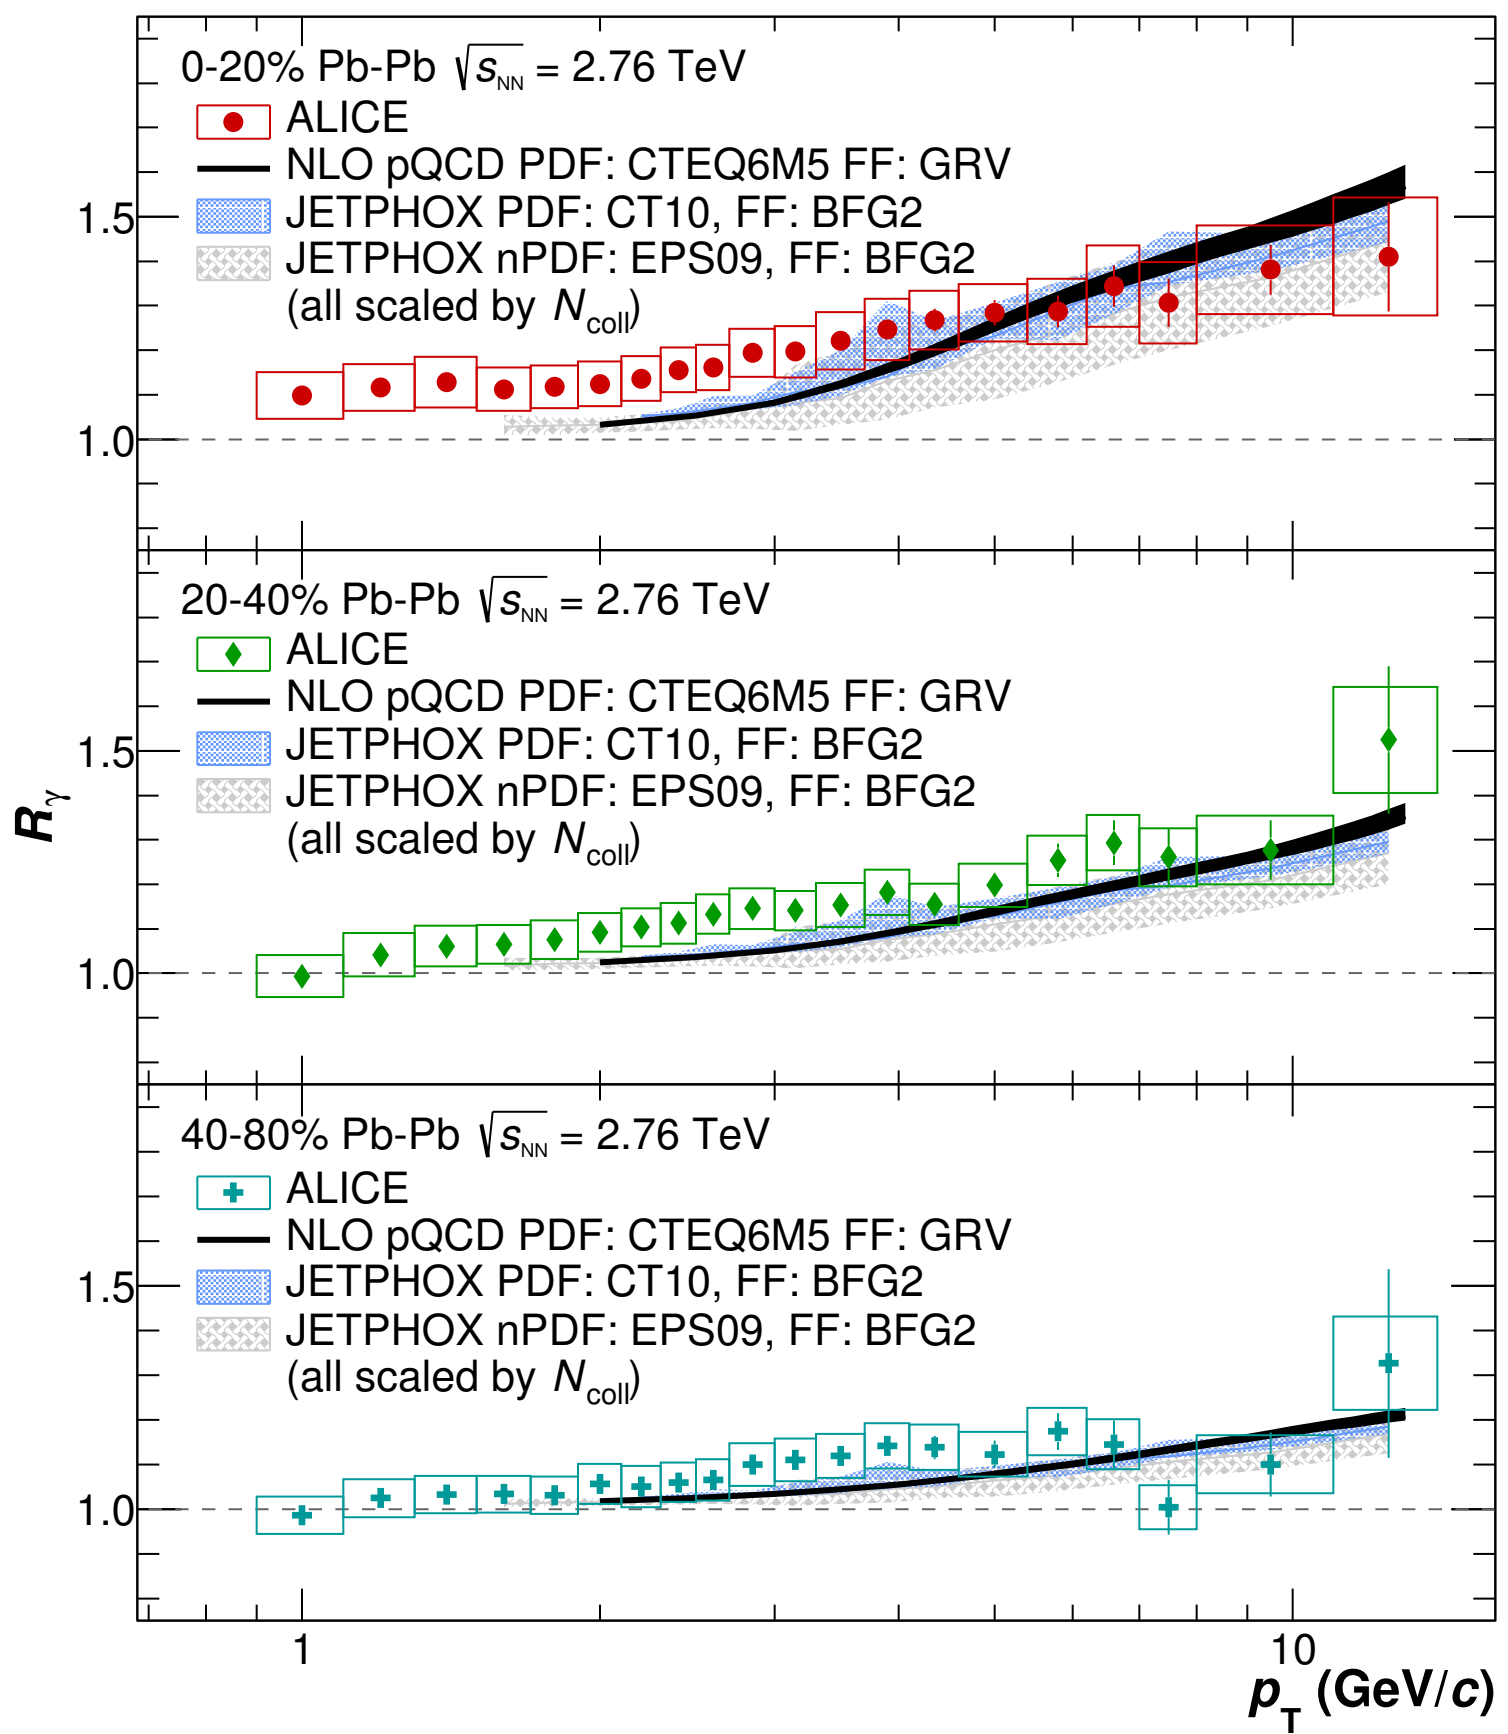 0-20% Pb-Pb √sNN = 2.76 TeV
ALICE
NLO pQCD PDF: CTEQ6M5 FF: GRV
JETPHOX PDF: CT10, FF: BFG2
JETPHOX nPDF: EPS09, FF: BFG2
(all scaled by Ncoll)
1.5
1.0
20-40% Pb-Pb √sNN = 2.76 TeV
ALICE
NLO pQCD PDF: CTEQ6M5 FF: GRV
JETPHOX PDF: CT10, FF: BFG2
JETPHOX nPDF: EPS09, FF: BFG2
(all scaled by Ncoll)
1.5
1.0
Rγ
40-80% Pb-Pb √sNN = 2.76 TeV
ALICE
NLO pQCD PDF: CTEQ6M5 FF: GRV
JETPHOX PDF: CT10, FF: BFG2
JETPHOX nPDF: EPS09, FF: BFG2
(all scaled by Ncoll)
1.5
1.0
1 10
pT (GeV/c)